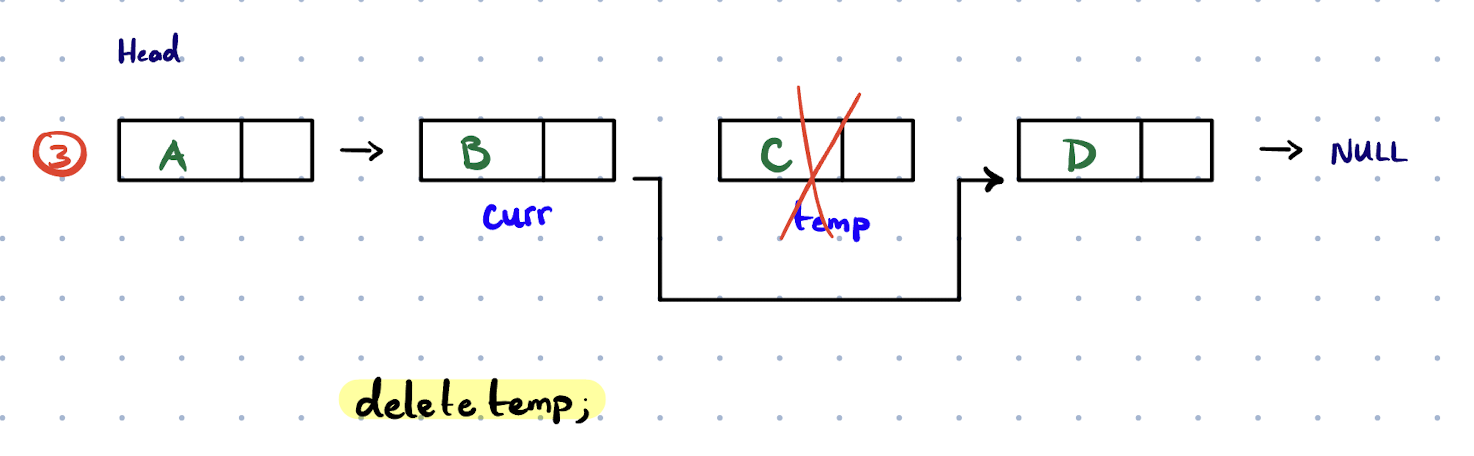 Head
3 A → B C D → NULL
curr temp
delete temp;